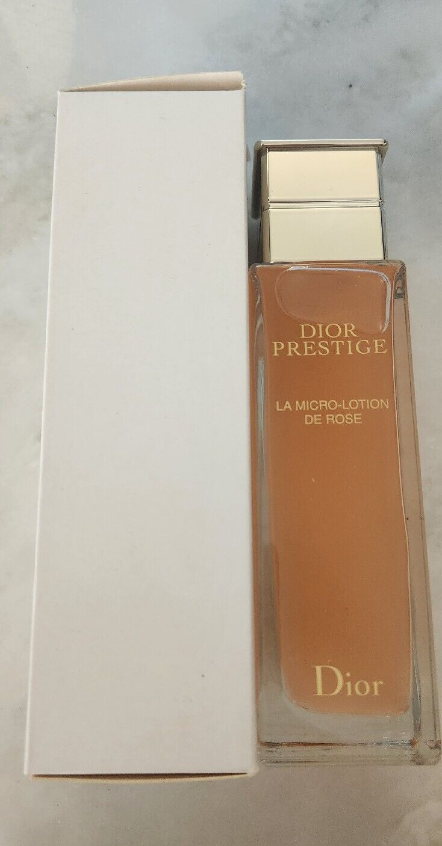 DIOR
PRESTIGE
LA MICRO-LOTION
DE ROSE
Dior